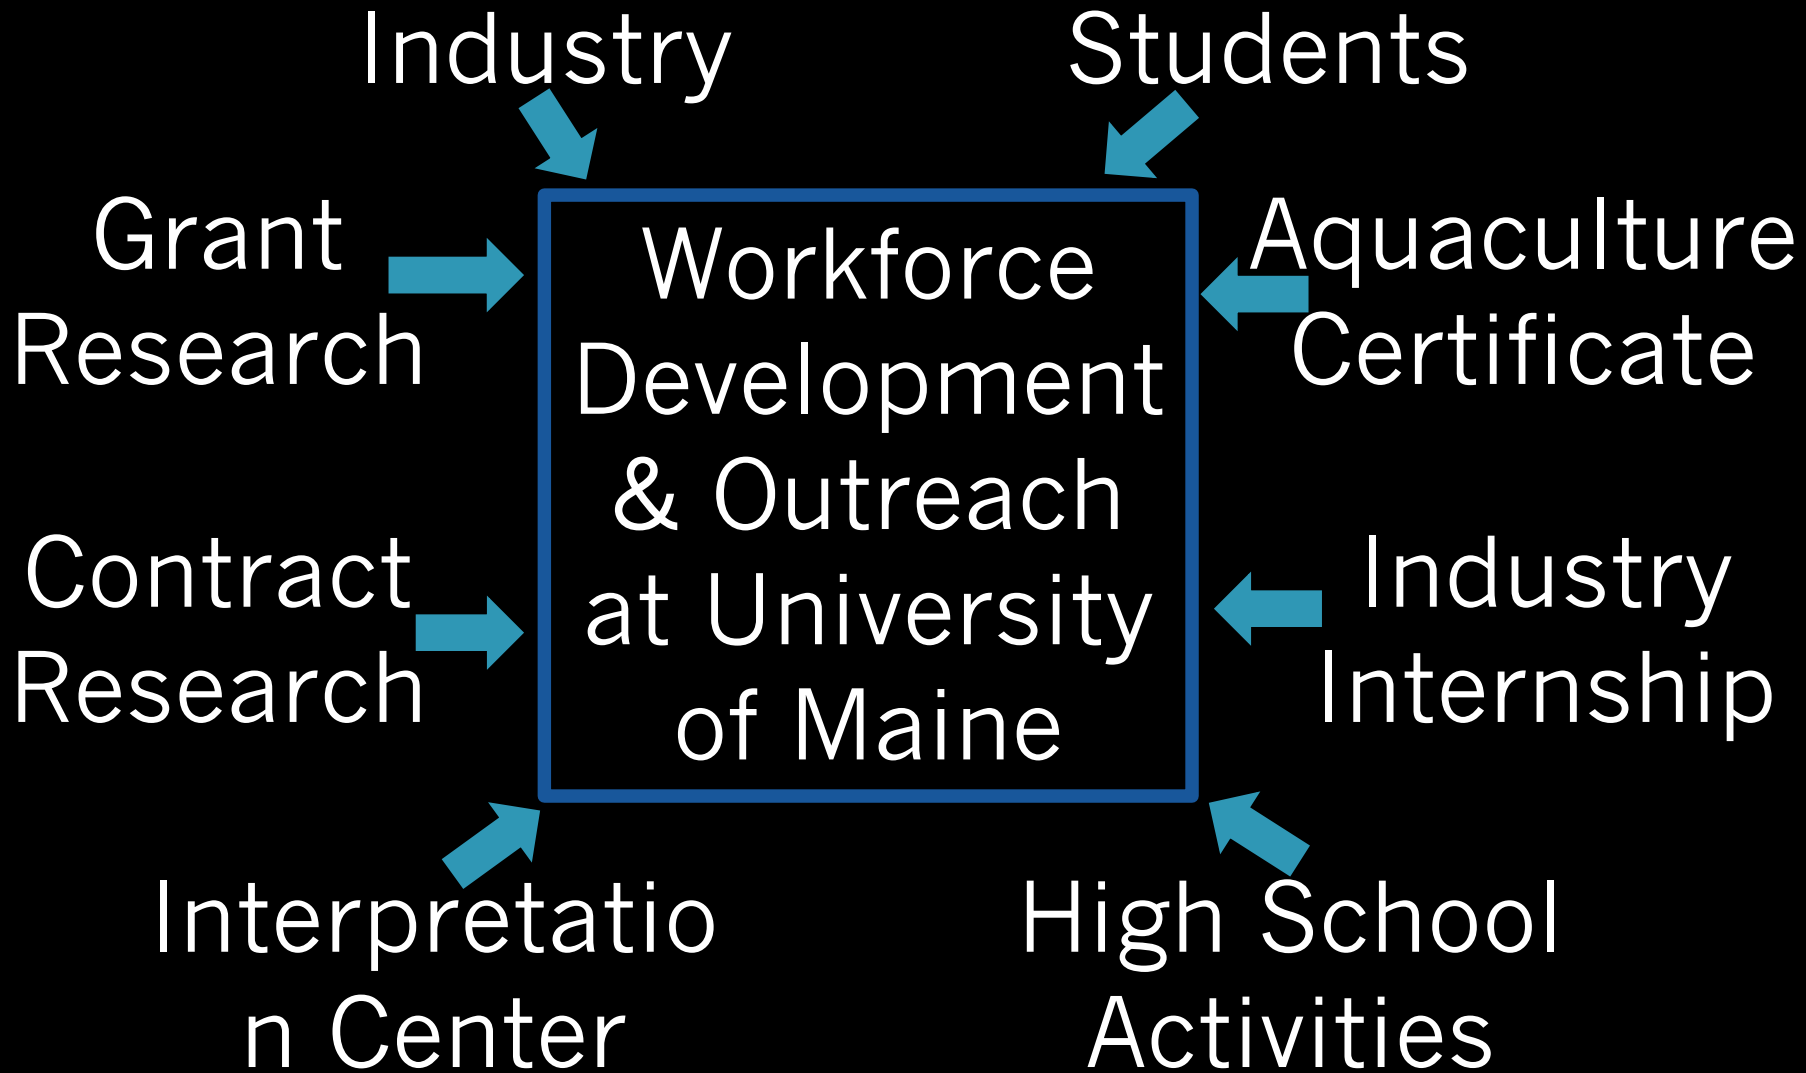 Industry
Students
Grant
Research
Aquaculture
Certificate
Workforce
Development
& Outreach
at University
of Maine
Contract
Research
Industry
Internship
Interpretatio
n Center
High School
Activities